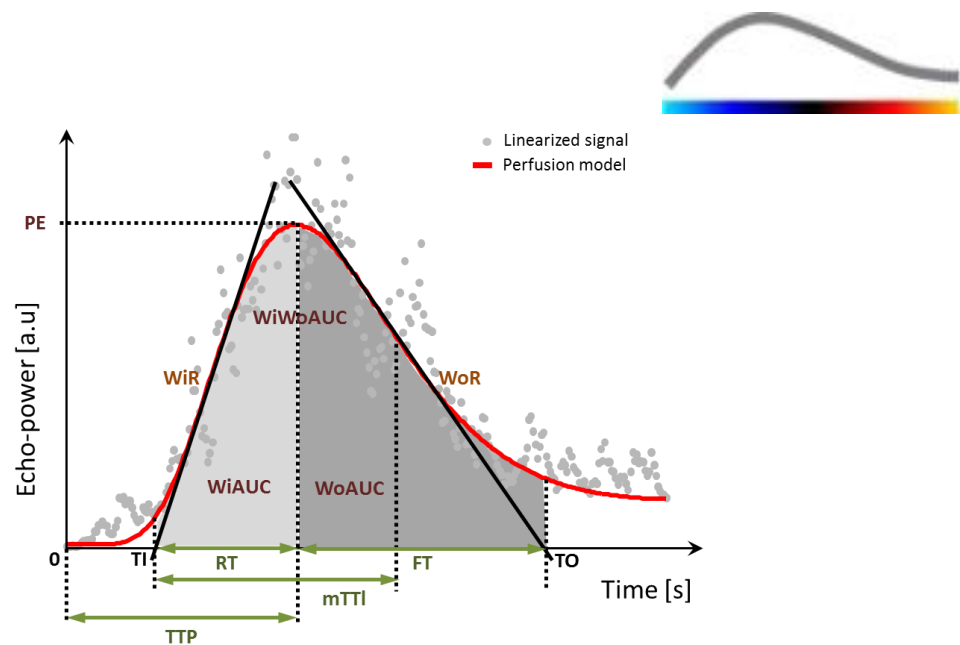 Linearized signal
Perfusion model
PE
Echo-power [a.u]
WiWoAUC
WiR
WoR
WiAUC
WoAUC
0
TI
RT
FT
TO
mTTl
Time [s]
TTP